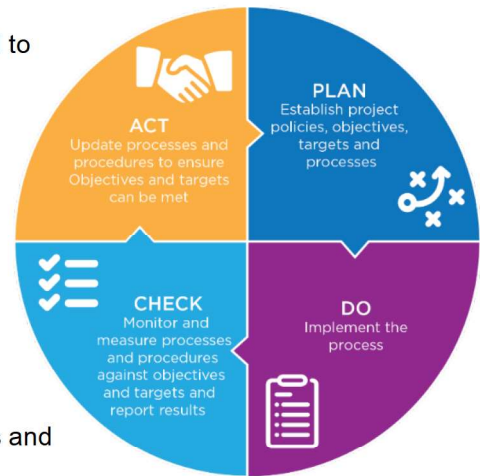 to
ACT
Update processes and
procedures to ensure
Objectives and targets
can be met
PLAN
Establish project
policies, objectives,
targets and
processes
CHECK
Monitor and
measure processes
and procedures
against objectives
and targets and
report results
DO
Implement the
process
and